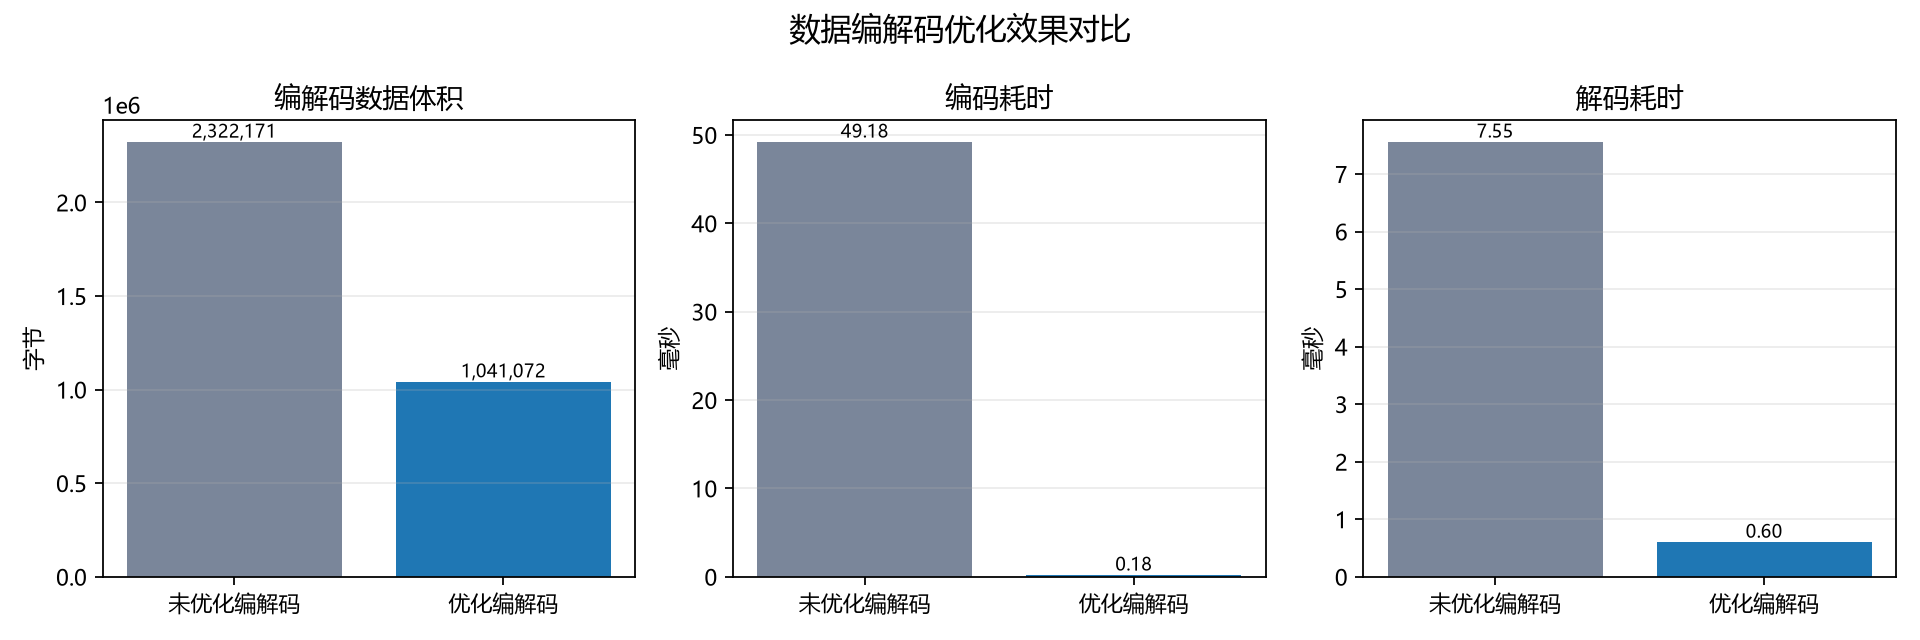 数据编解码优化效果对比
编解码数据体积
1e6
字节
2.0
1.5
1.0
0.5
0.0
2,322,171
1,041,072
未优化编解码
优化编解码
编码耗时
毫秒
50
40
30
20
10
0
49.18
0.18
未优化编解码
优化编解码
解码耗时
毫秒
7
6
5
4
3
2
1
0
7.55
0.60
未优化编解码
优化编解码